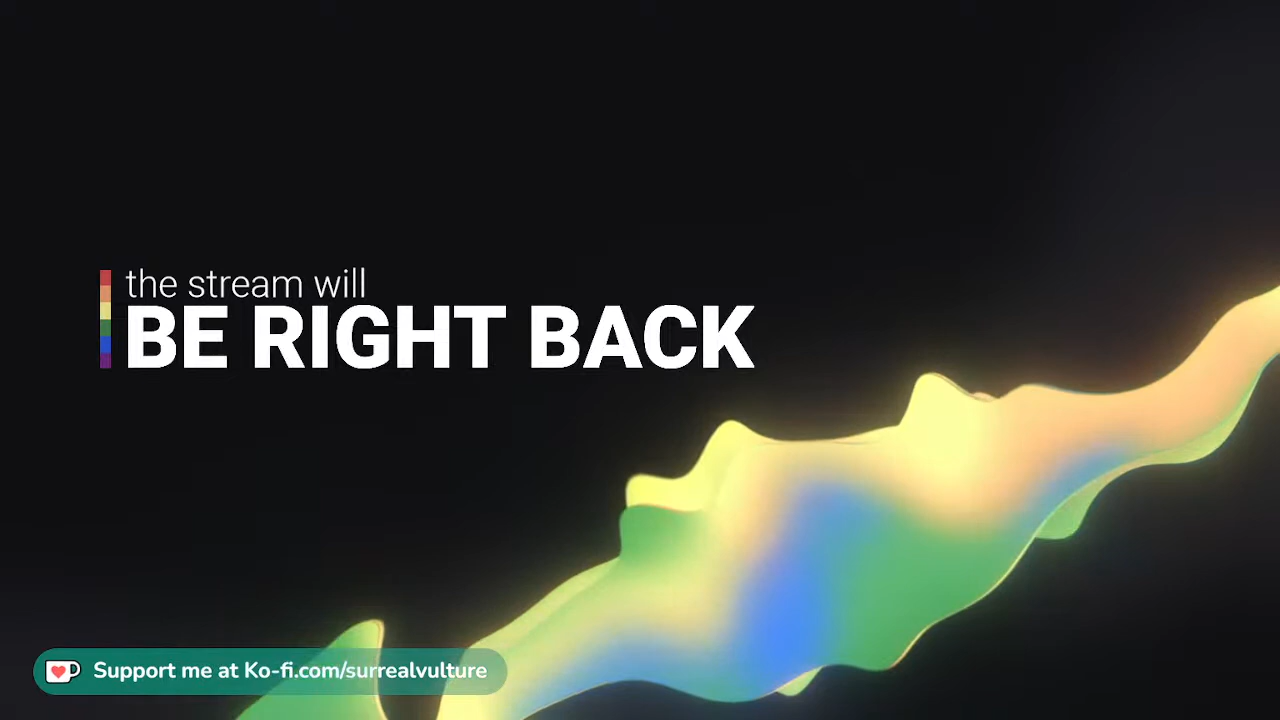 the stream will
BE RIGHT BACK
Support me at Ko-fi.com/surrealvulture